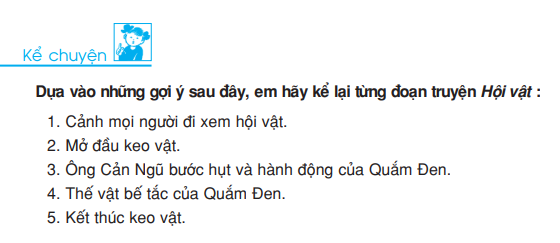 Kể chuyện
Dựa vào những gợi ý sau đây, em hãy kể lại từng đoạn truyện Hội vật :
1. Cảnh mọi người đi xem hội vật.
2. Mở đầu keo vật.
3. Ông Cản Ngũ bước hụt và hành động của Quắm Đen.
4. Thế vật bế tắc của Quắm Đen.
5. Kết thúc keo vật.